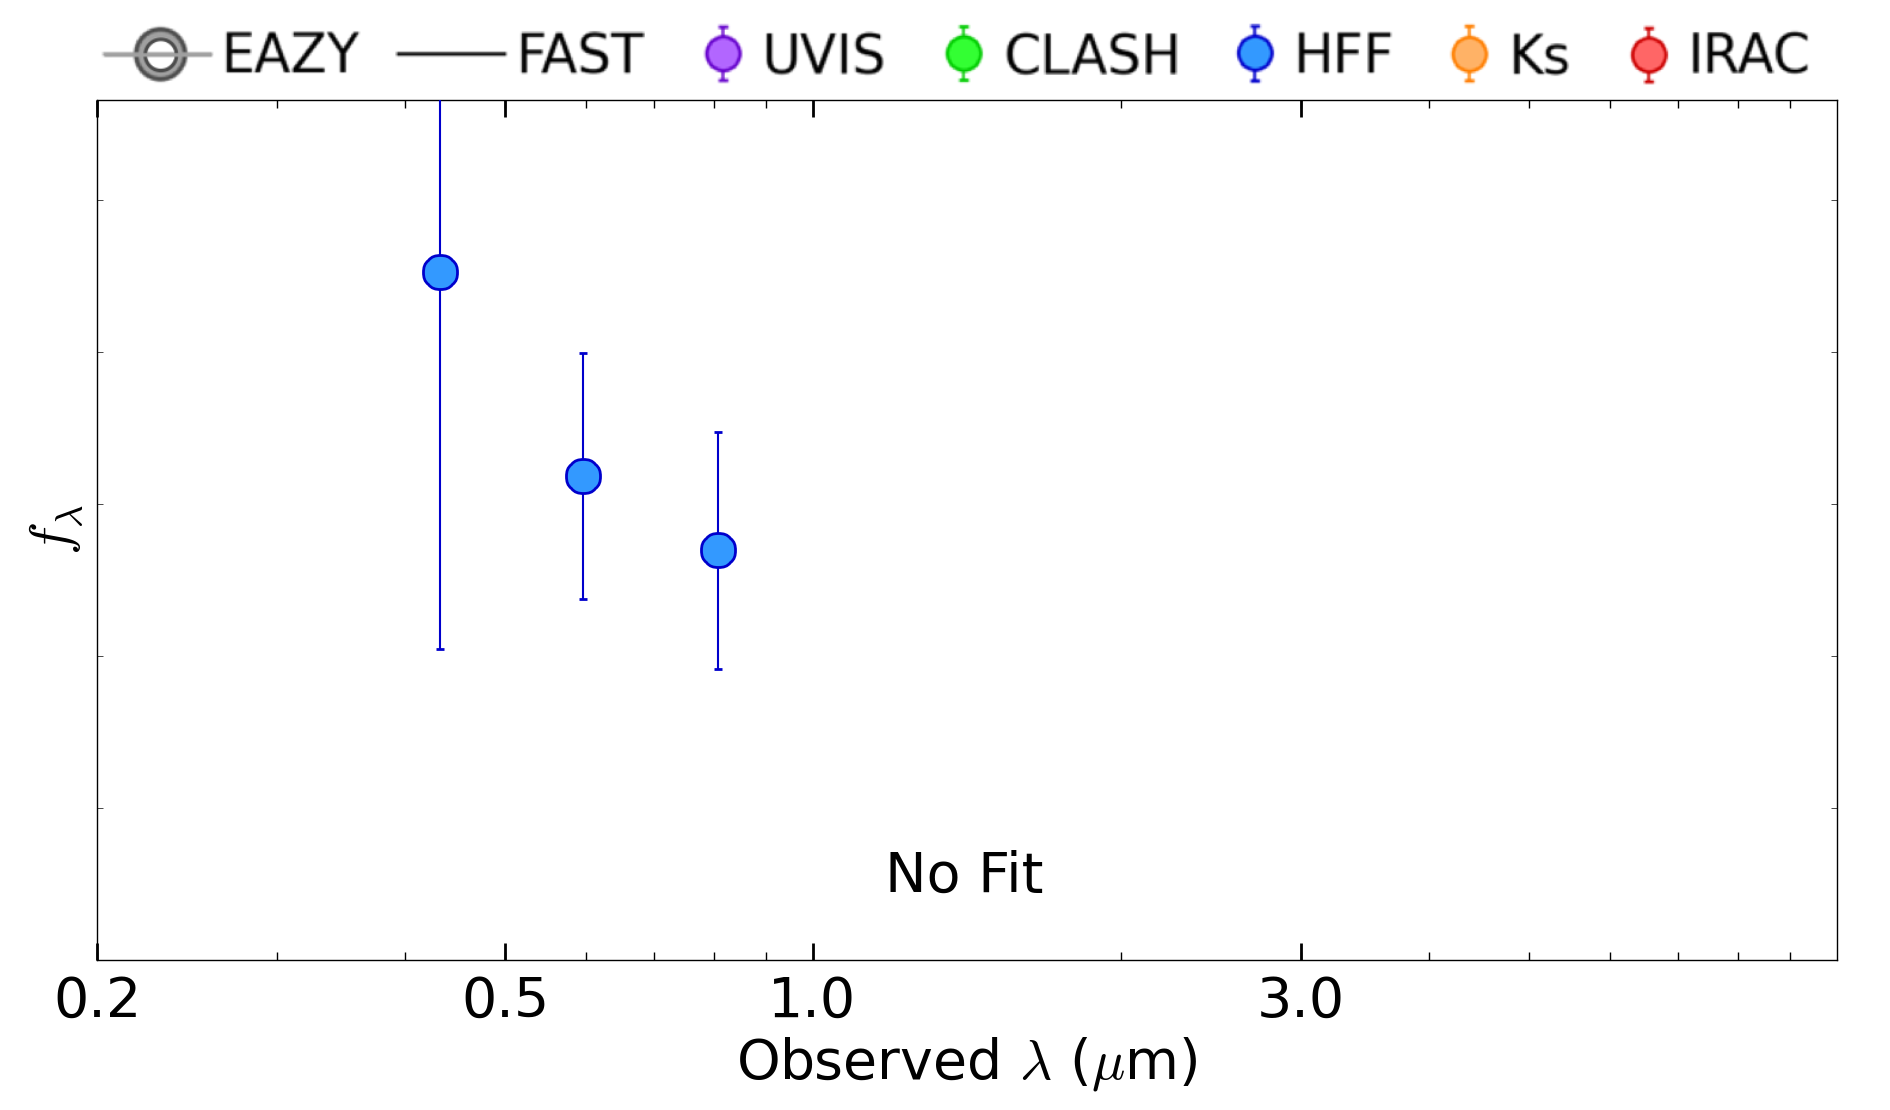 EAZY FAST UVIS CLASH HFF Ks IRAC
f_λ
No Fit
0.2 0.5 1.0 3.0
Observed λ (μm)